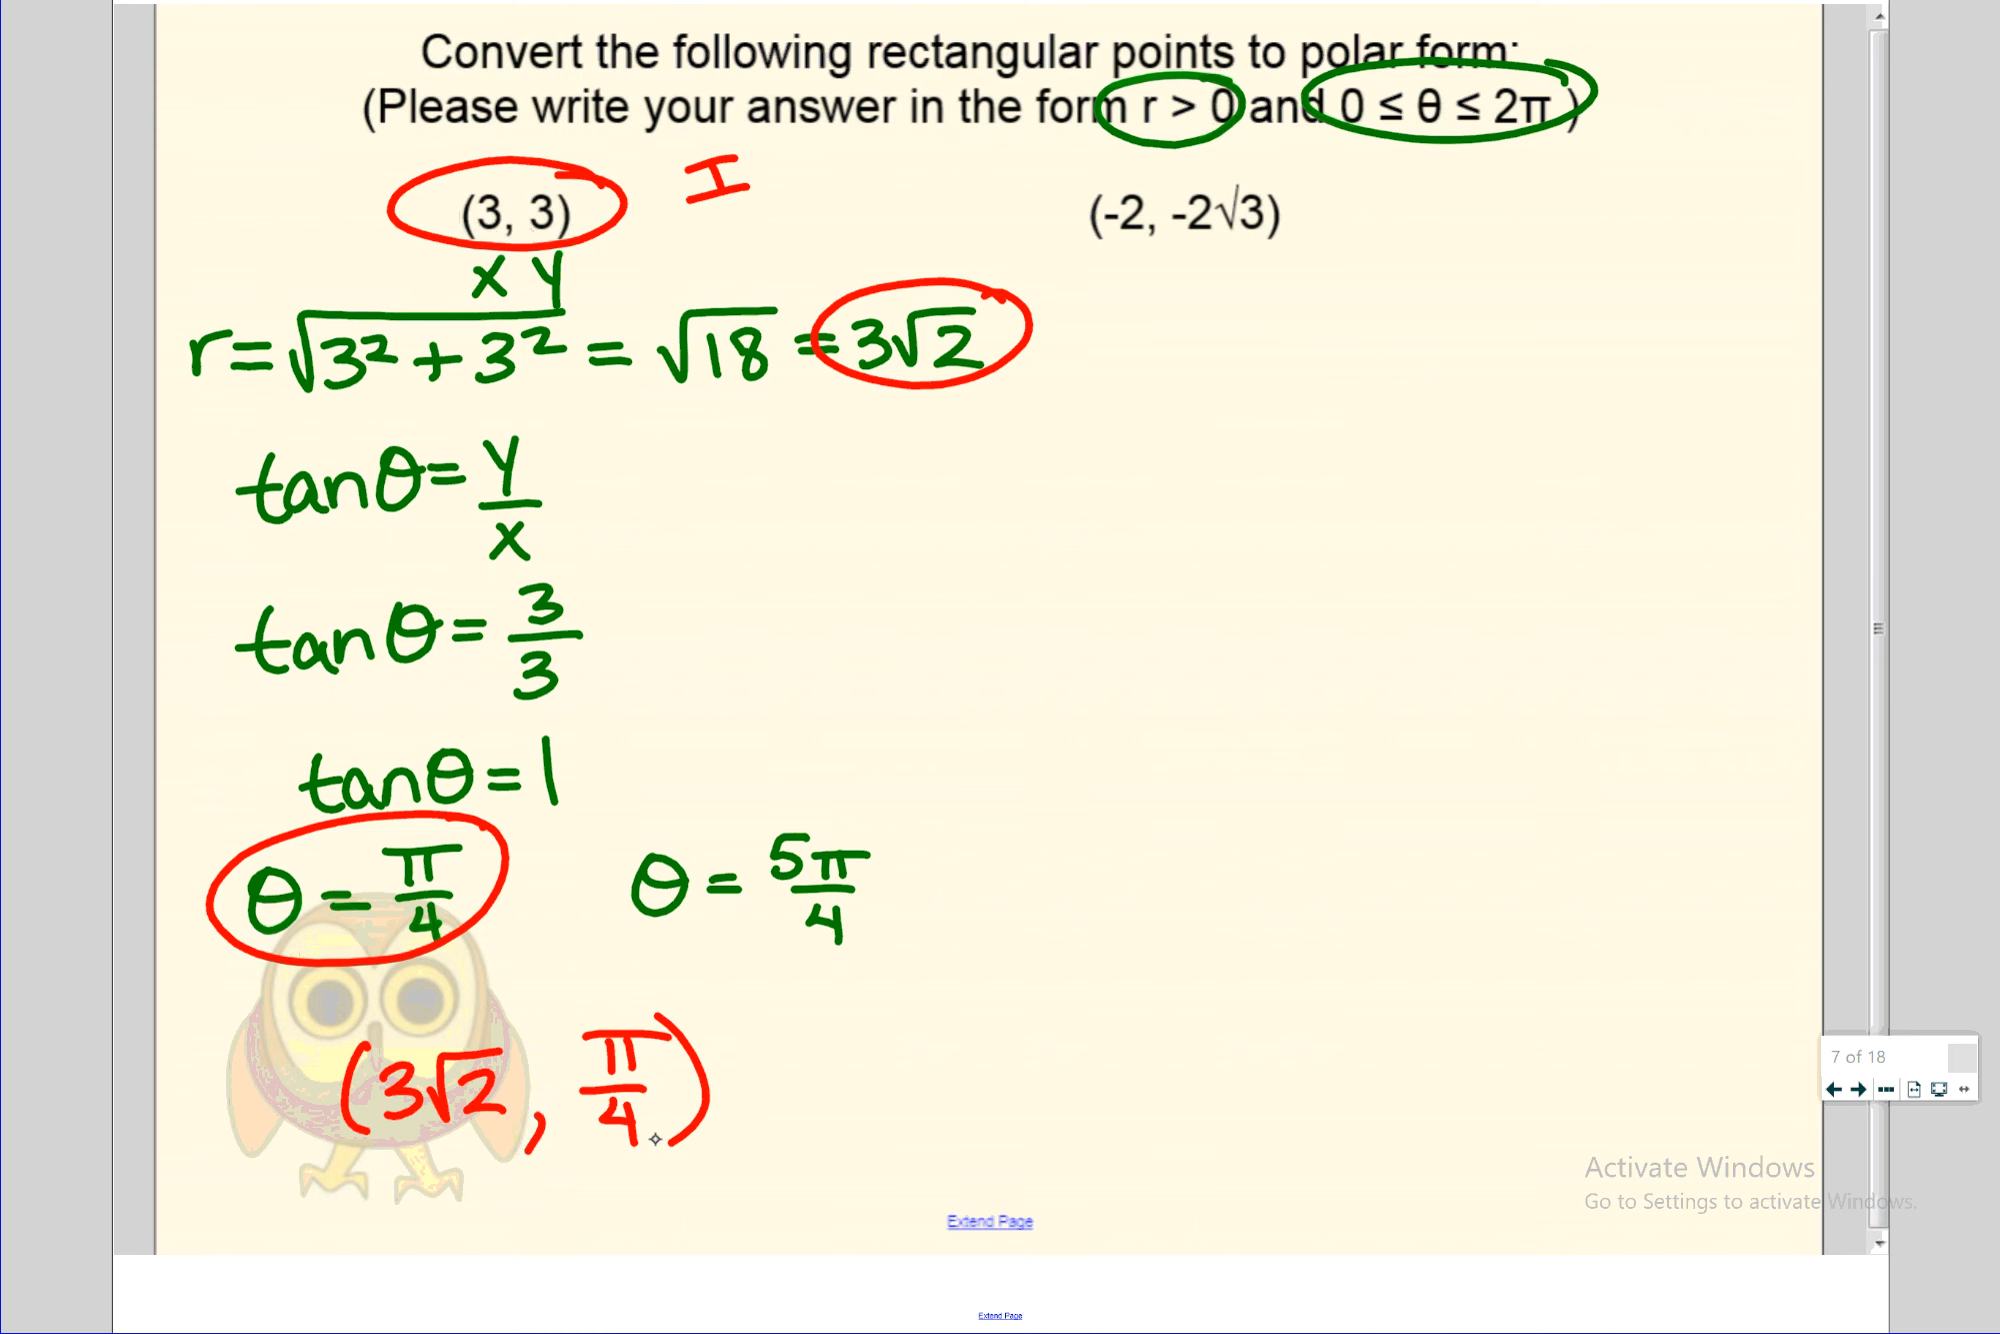 Convert the following rectangular points to polar form:
(Please write your answer in the form r > 0 and 0 ≤ θ ≤ 2π )
(3, 3) I (-2, -2√3)
x y
r = √3² + 3² = √18 = 3√2
tanθ = y/x
tanθ = 3/3
tanθ = 1
θ = π/4 θ = 5π/4
(3√2, π/4)
7 of 18
Activate Windows
Go to Settings to activate Windows.
Extend Page
Extend Page